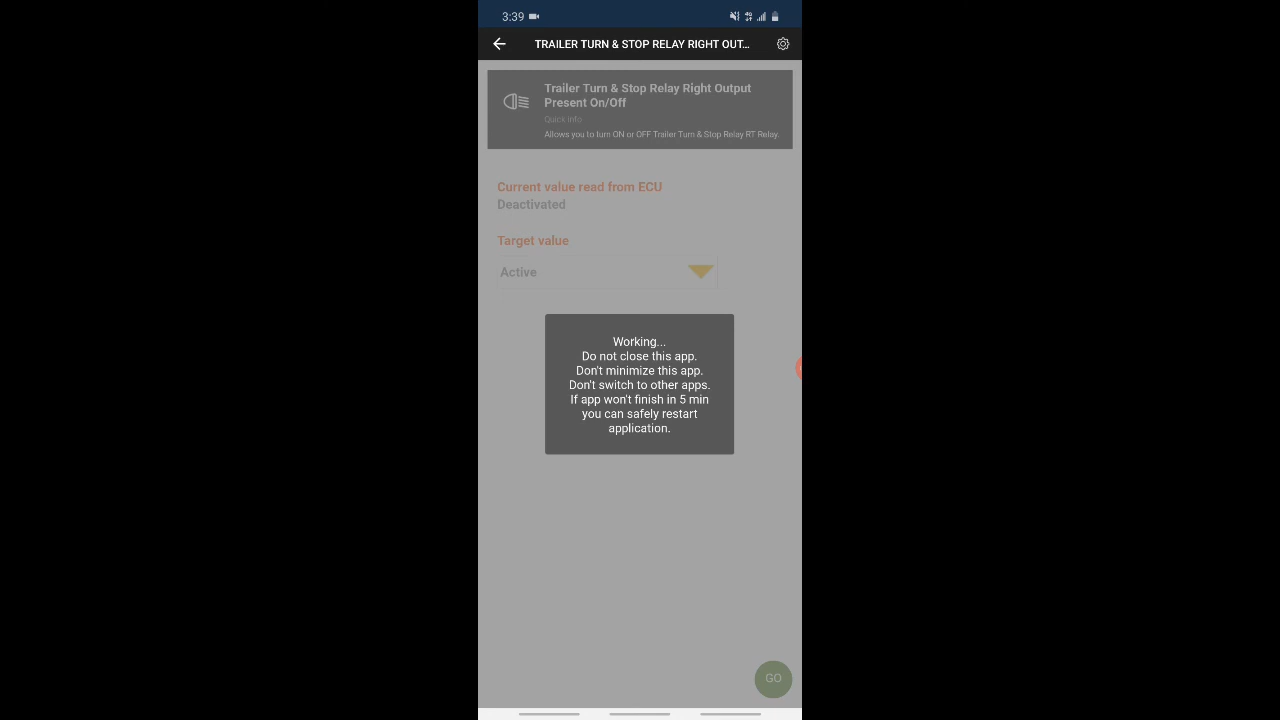 3:39
4G
TRAILER TURN & STOP RELAY RIGHT OUT...
Trailer Turn & Stop Relay Right Output
Present On/Off
Quick info
Allows you to turn ON or OFF Trailer Turn & Stop Relay RT Relay.
Current value read from ECU
Deactivated
Target value
Active
Working...
Do not close this app.
Don't minimize this app.
Don't switch to other apps.
If app won't finish in 5 min
you can safely restart
application.
GO